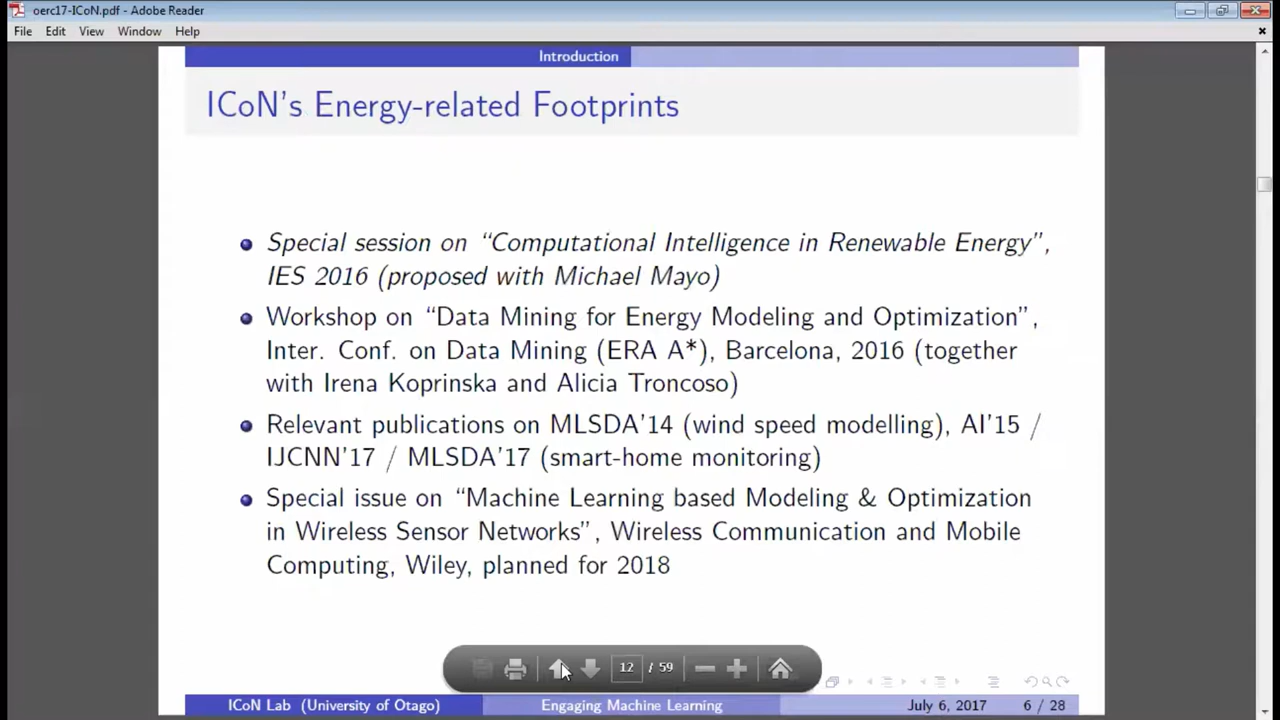 oerc17-ICoN.pdf - Adobe Reader
File Edit View Window Help
Introduction
ICoN's Energy-related Footprints
Special session on “Computational Intelligence in Renewable Energy”,
IES 2016 (proposed with Michael Mayo)
Workshop on “Data Mining for Energy Modeling and Optimization”,
Inter. Conf. on Data Mining (ERA A*), Barcelona, 2016 (together
with Irena Koprinska and Alicia Troncoso)
Relevant publications on MLSDA'14 (wind speed modelling), AI'15 /
IJCNN'17 / MLSDA'17 (smart-home monitoring)
Special issue on “Machine Learning based Modeling & Optimization
in Wireless Sensor Networks”, Wireless Communication and Mobile
Computing, Wiley, planned for 2018
12 / 59
ICoN Lab (University of Otago) Engaging Machine Learning July 6, 2017 6 / 28